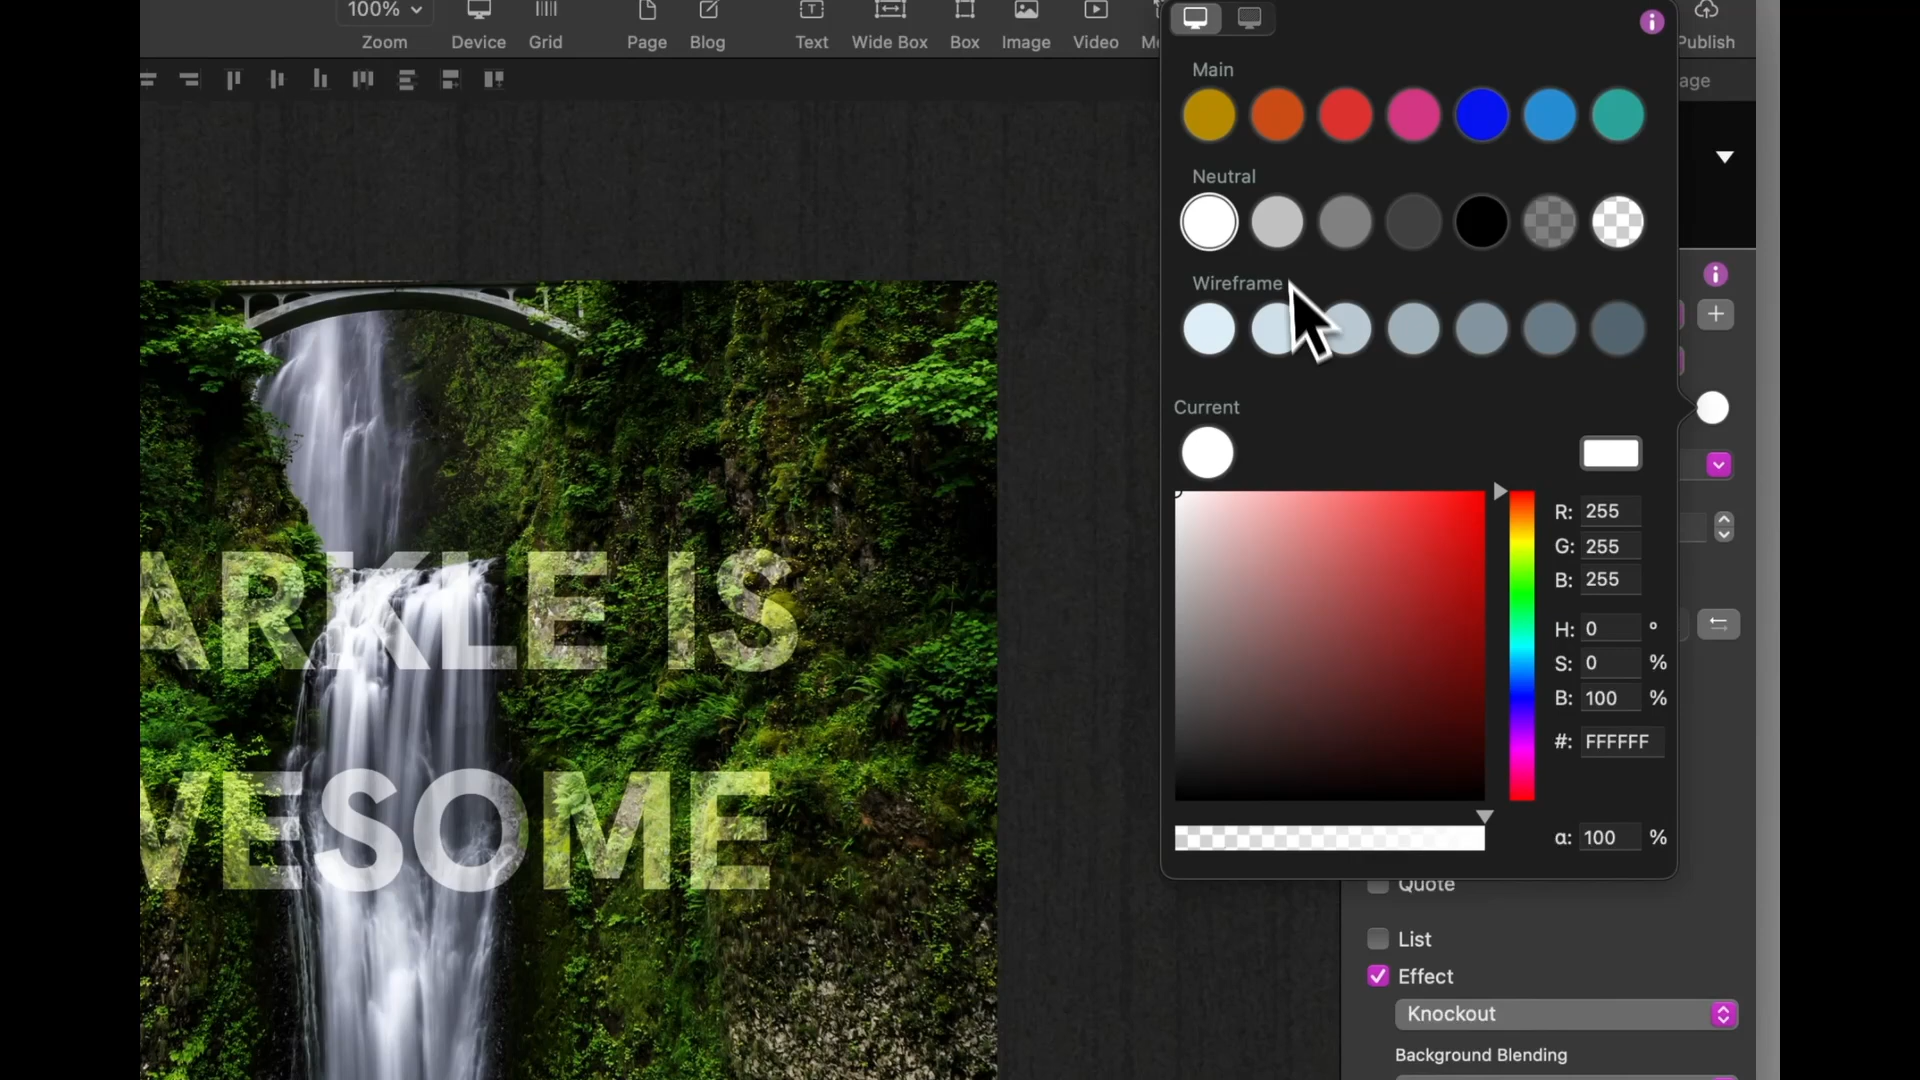 100%
Zoom
Device
Grid
Page
Blog
Text
Wide Box
Box
Image
Video
Publish
Main
Neutral
Wireframe
Current
R: 255
G: 255
B: 255
H: 0 °
S: 0 %
B: 100 %
#: FFFFFF
α: 100 %
ARKLE IS
WESOME
Quote
List
Effect
Knockout
Background Blending